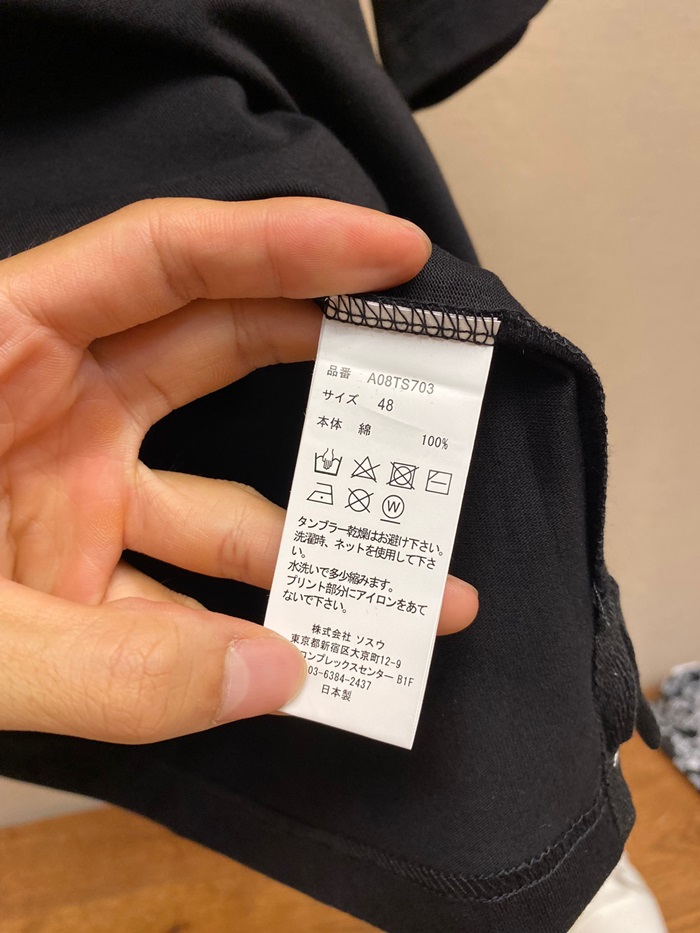 品番 A08TS703
サイズ 48
本体 綿 100%
W
タンブラー乾燥はお避け下さい。
洗濯時、ネットを使用して下さ
い。
水洗いで多少縮みます。
プリント部分にアイロンをあて
ないで下さい。
株式会社 ソスウ
東京都新宿区大京町12-9
コンプレックスセンター B1F
03-6384-2437
日本製